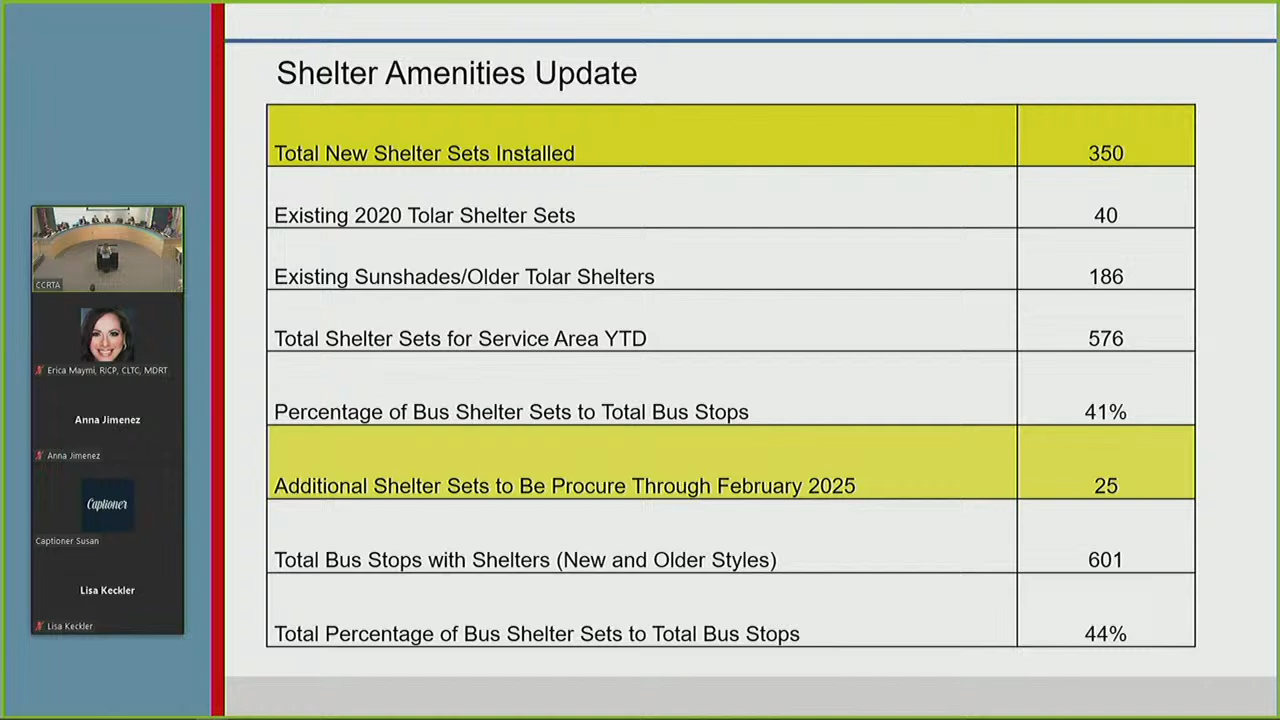 Shelter Amenities Update
Total New Shelter Sets Installed 350
Existing 2020 Tolar Shelter Sets 40
Existing Sunshades/Older Tolar Shelters 186
Total Shelter Sets for Service Area YTD 576
Percentage of Bus Shelter Sets to Total Bus Stops 41%
Additional Shelter Sets to Be Procure Through February 2025 25
Total Bus Stops with Shelters (New and Older Styles) 601
Total Percentage of Bus Shelter Sets to Total Bus Stops 44%
CCRTA
Erica Maymi, RICP, CLTC, MDRT
Anna Jimenez
Anna Jimenez
Captioner
Captioner Susan
Lisa Keckler
Lisa Keckler